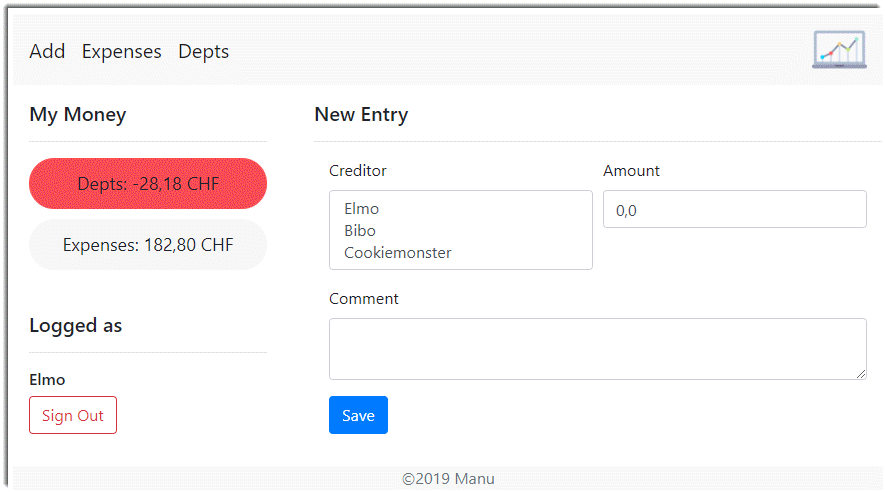 Add Expenses Depts
My Money
Depts: -28,18 CHF
Expenses: 182,80 CHF
Logged as
Elmo
Sign Out
New Entry
Creditor
Elmo
Bibo
Cookiemonster
Amount
0,0
Comment
Save
©2019 Manu